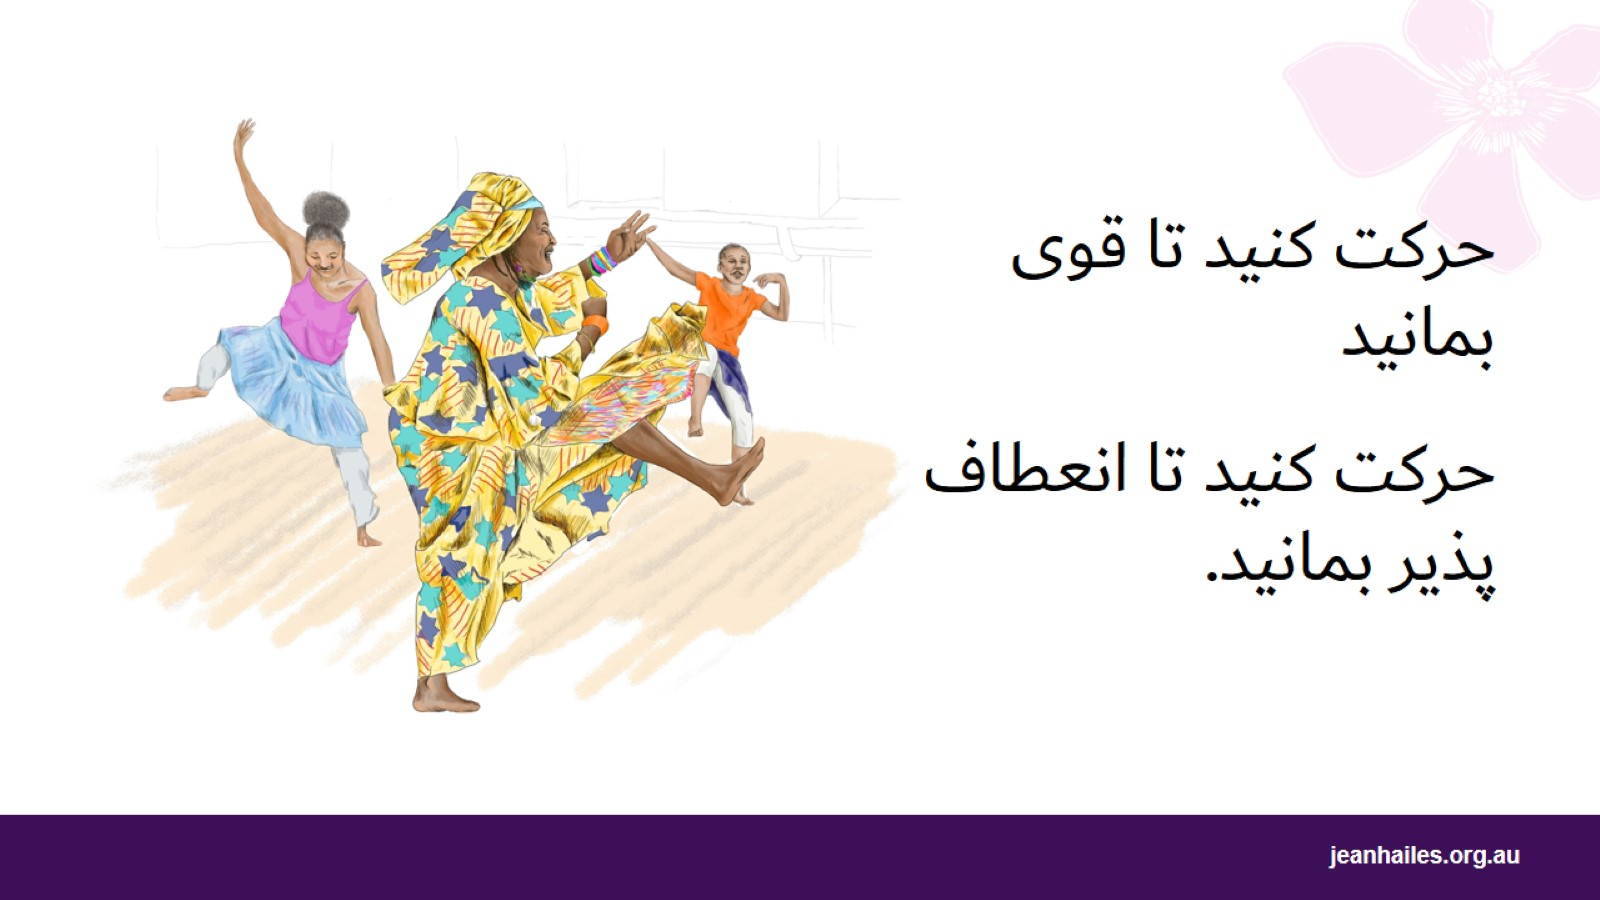 حرکت کنید تا قوی
بمانید
حرکت کنید تا انعطاف
پذیر بمانید.
jeanhailes.org.au